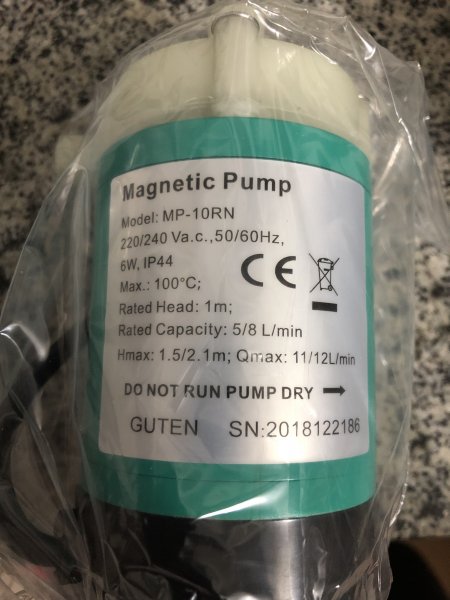 Magnetic Pump
Model: MP-10RN
220/240 Va.c.,50/60Hz,
6W, IP44
CE
Max.: 100°C;
Rated Head: 1m;
Rated Capacity: 5/8 L/min
Hmax: 1.5/2.1m; Qmax: 11/12L/min
DO NOT RUN PUMP DRY →
GUTEN SN:2018122186